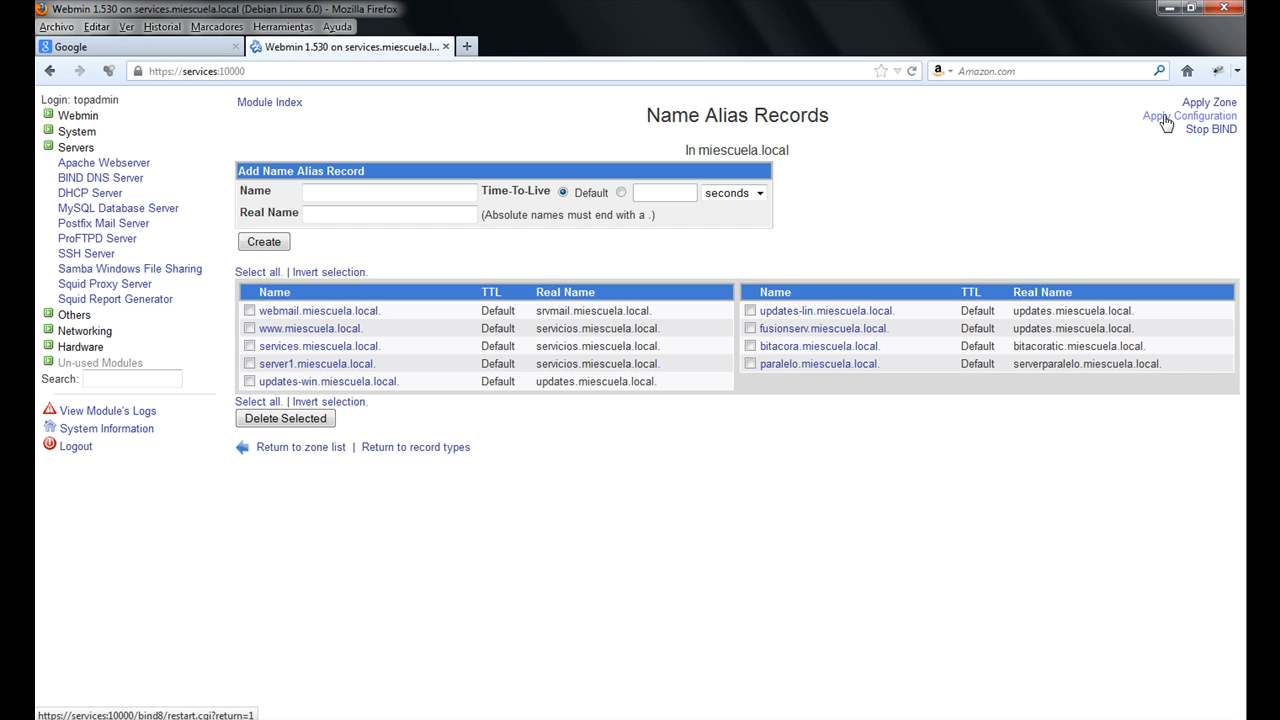 Webmin 1.530 on services.miescuela.local (Debian Linux 6.0) - Mozilla Firefox
Archivo Editar Ver Historial Marcadores Herramientas Ayuda
Google
Webmin 1.530 on services.miescuela.l...
https://services:10000
Amazon.com
Login: topadmin
Webmin
System
Servers
Apache Webserver
BIND DNS Server
DHCP Server
MySQL Database Server
Postfix Mail Server
ProFTPD Server
SSH Server
Samba Windows File Sharing
Squid Proxy Server
Squid Report Generator
Others
Networking
Hardware
Un-used Modules
Search:
View Module's Logs
System Information
Logout
Module Index
Name Alias Records
In miescuela.local
Apply Zone
Apply Configuration
Stop BIND
Add Name Alias Record
Name Time-To-Live Default seconds
Real Name (Absolute names must end with a .)
Create
Select all. | Invert selection.
Name TTL Real Name
webmail.miescuela.local. Default srvmail.miescuela.local.
www.miescuela.local. Default servicios.miescuela.local.
services.miescuela.local. Default servicios.miescuela.local.
server1.miescuela.local. Default servicios.miescuela.local.
updates-win.miescuela.local. Default updates.miescuela.local.
Name TTL Real Name
updates-lin.miescuela.local. Default updates.miescuela.local.
fusionserv.miescuela.local. Default updates.miescuela.local.
bitacora.miescuela.local. Default bitacoratic.miescuela.local.
paralelo.miescuela.local. Default serverparalelo.miescuela.local.
Select all. | Invert selection.
Delete Selected
Return to zone list | Return to record types
https://services:10000/bind8/restart.cgi?return=1